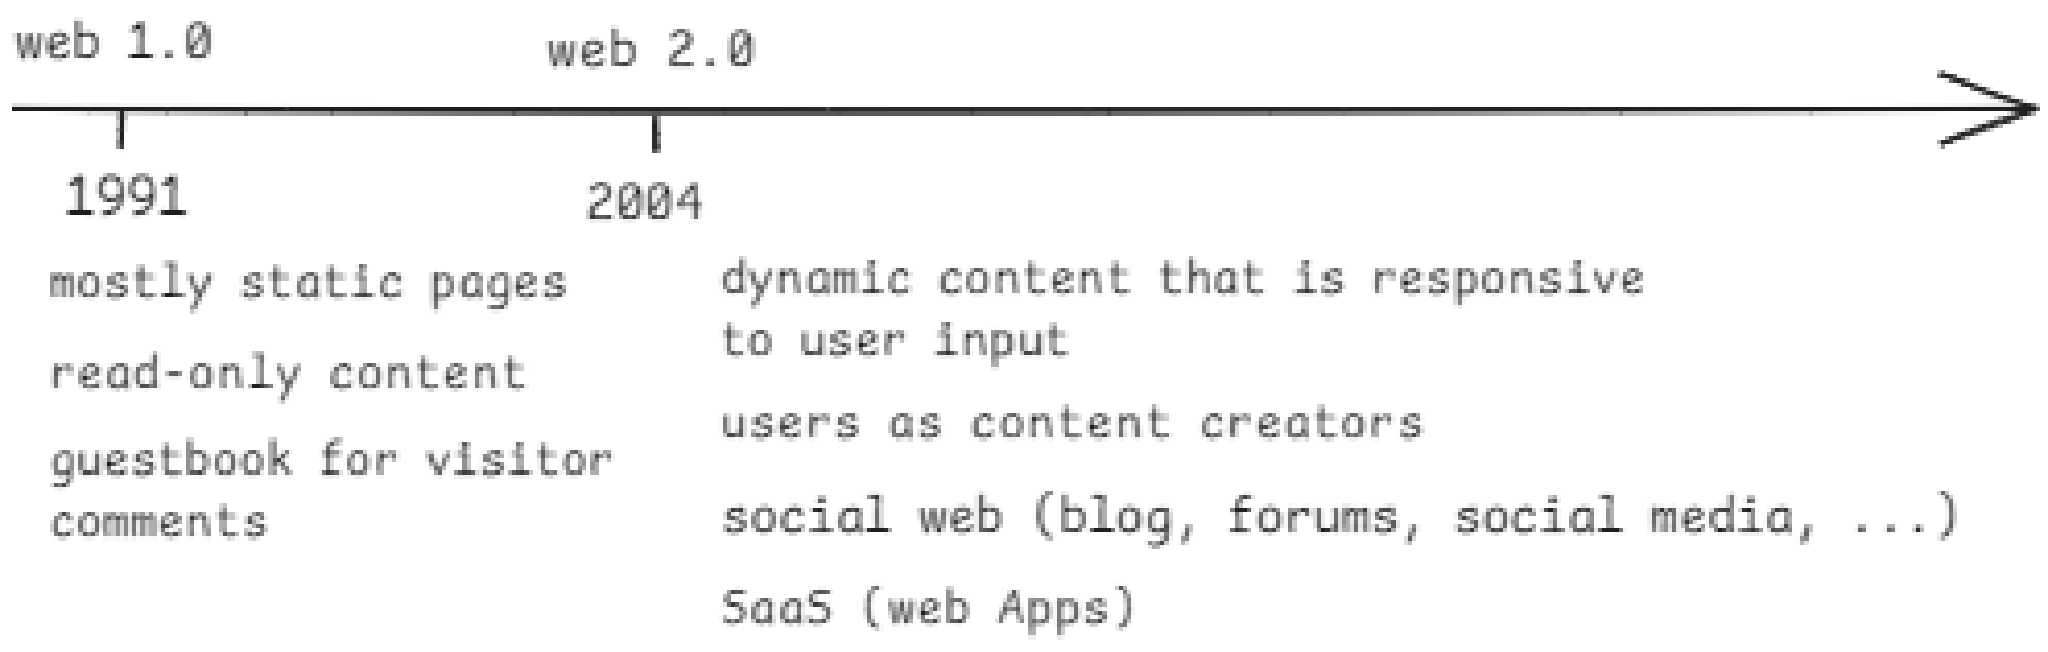 web 1.0
web 2.0
1991
2004
mostly static pages
read-only content
guestbook for visitor
comments
dynamic content that is responsive
to user input
users as content creators
social web (blog, forums, social media, ...)
SaaS (web Apps)